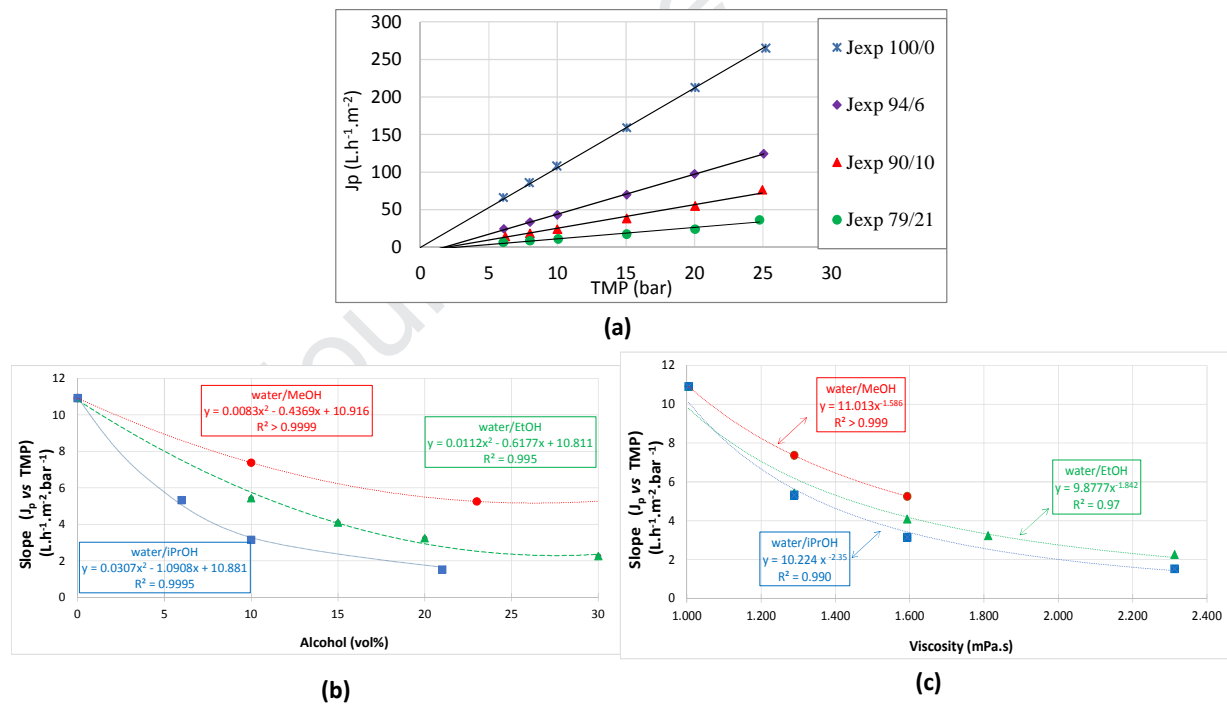 300
250
200
150
100
50
0
Jp (L.h⁻¹.m⁻²)
0 5 10 15 20 25 30
TMP (bar)
Jexp 100/0
Jexp 94/6
Jexp 90/10
Jexp 79/21
(a)
12
10
8
6
4
2
0
Slope (Jₚ vs TMP)
(L.h⁻¹.m⁻².bar⁻¹)
water/MeOH
y = 0.0083x² - 0.4369x + 10.916
R² > 0.9999
water/EtOH
y = 0.0112x² - 0.6177x + 10.811
R² = 0.995
water/iPrOH
y = 0.0307x² - 1.0908x + 10.881
R² = 0.9995
0 10 20 30
Alcohol (vol%)
(b)
12
10
8
6
4
2
0
Slope (Jₚ vs TMP)
(L.h⁻¹.m⁻².bar⁻¹)
water/MeOH
y = 11.013x⁻¹·⁵⁸⁶
R² > 0.999
water/EtOH
y = 9.8777x⁻¹·⁸⁴²
R² = 0.97
water/iPrOH
y = 10.224 x⁻²·³⁵
R² = 0.990
1.000 1.200 1.400 1.600 1.800 2.000 2.200 2.400
Viscosity (mPa.s)
(c)